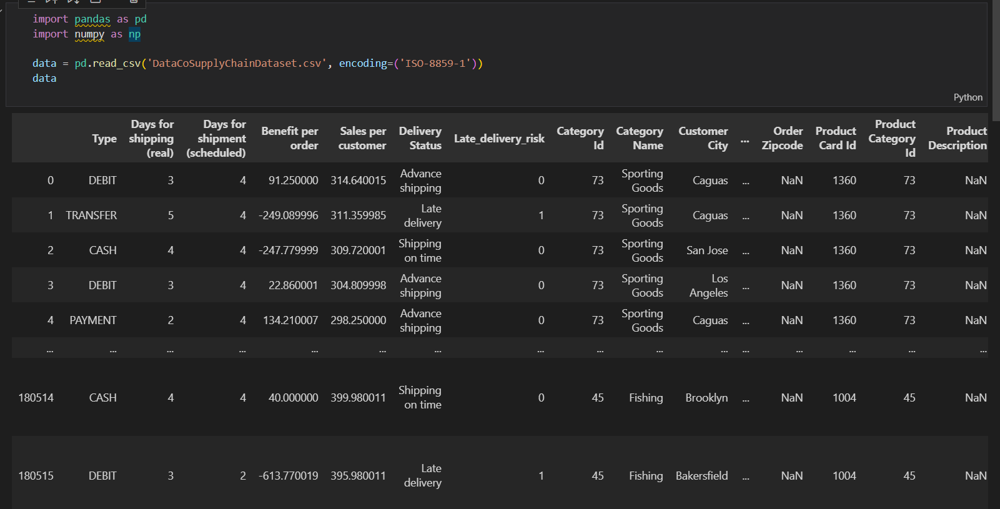 import pandas as pd
import numpy as np
data = pd.read_csv('DataCoSupplyChainDataset.csv', encoding=('ISO-8859-1'))
data
Python
Type Days for shipping (real) Days for shipment (scheduled) Benefit per order Sales per customer Delivery Status Late_delivery_risk Category Id Category Name Customer City ... Order Zipcode Product Card Id Product Category Id Product Description
0 DEBIT 3 4 91.250000 314.640015 Advance shipping 0 73 Sporting Goods Caguas ... NaN 1360 73 NaN
1 TRANSFER 5 4 -249.089996 311.359985 Late delivery 1 73 Sporting Goods Caguas ... NaN 1360 73 NaN
2 CASH 4 4 -247.779999 309.720001 Shipping on time 0 73 Sporting Goods San Jose ... NaN 1360 73 NaN
3 DEBIT 3 4 22.860001 304.809998 Advance shipping 0 73 Sporting Goods Los Angeles ... NaN 1360 73 NaN
4 PAYMENT 2 4 134.210007 298.250000 Advance shipping 0 73 Sporting Goods Caguas ... NaN 1360 73 NaN
... ... ... ... ... ... ... ... ... ... ... ... ... ... ... ...
180514 CASH 4 4 40.000000 399.980011 Shipping on time 0 45 Fishing Brooklyn ... NaN 1004 45 NaN
180515 DEBIT 3 2 -613.770019 395.980011 Late delivery 1 45 Fishing Bakersfield ... NaN 1004 45 NaN